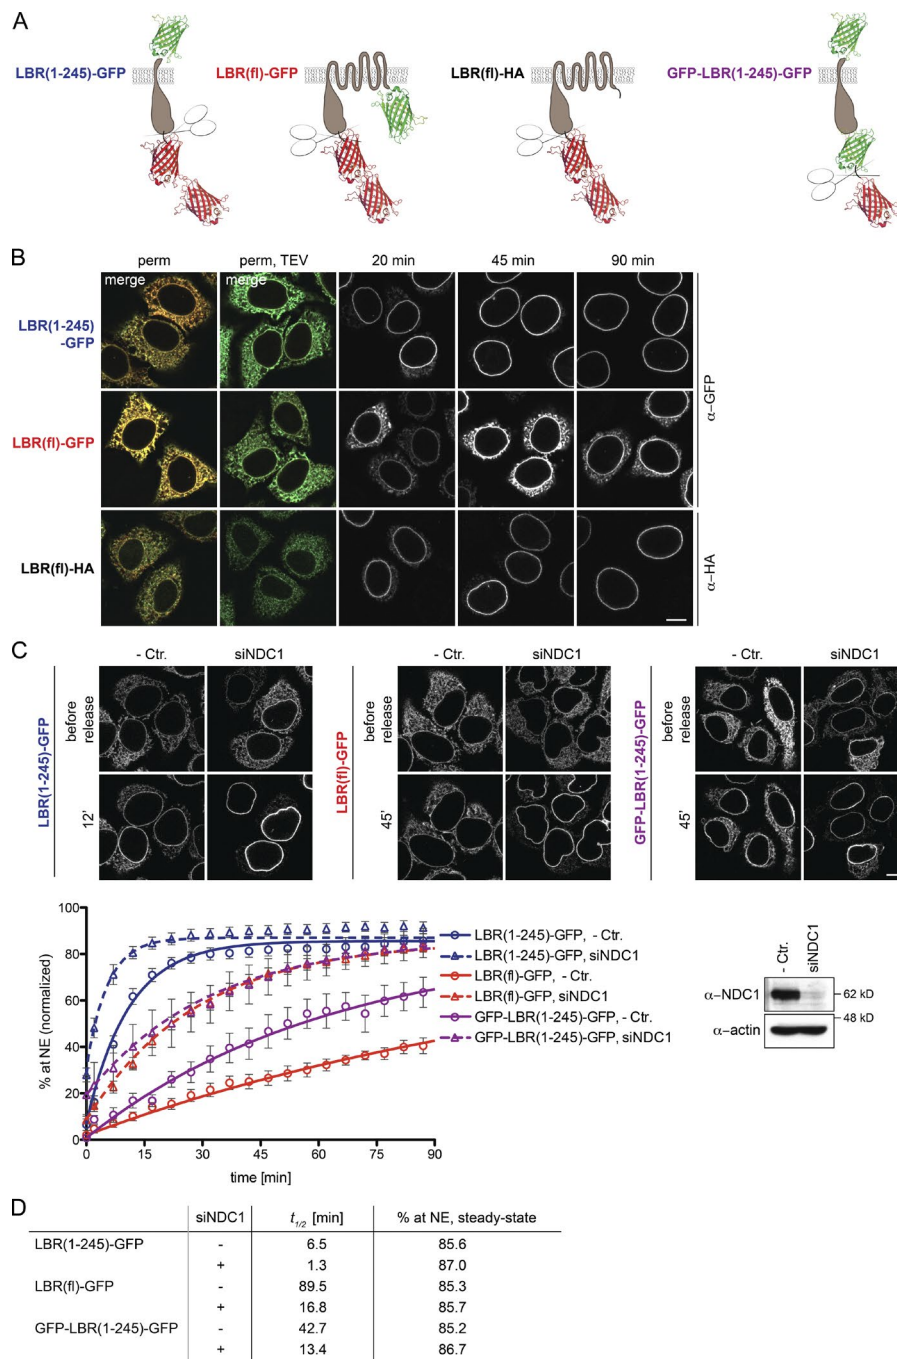 A
LBR(1-245)-GFP LBR(fl)-GFP LBR(fl)-HA GFP-LBR(1-245)-GFP
B
perm perm, TEV 20 min 45 min 90 min
merge merge
LBR(1-245)
-GFP
LBR(fl)-GFP
α-GFP
LBR(fl)-HA
α-HA
C
- Ctr. siNDC1 - Ctr. siNDC1 - Ctr. siNDC1
LBR(1-245)-GFP
before
release
12'
LBR(fl)-GFP
before
release
45'
GFP-LBR(1-245)-GFP
before
release
45'
% at NE (normalized)
100
80
60
40
20
0
0 15 30 45 60 75 90
time [min]
LBR(1-245)-GFP, - Ctr.
LBR(1-245)-GFP, siNDC1
LBR(fl)-GFP, - Ctr.
LBR(fl)-GFP, siNDC1
GFP-LBR(1-245)-GFP, - Ctr.
GFP-LBR(1-245)-GFP, siNDC1
- Ctr.
siNDC1
α-NDC1
- 62 kD
- 48 kD
α-actin
D
siNDC1 t1/2 [min] % at NE, steady-state
LBR(1-245)-GFP - 6.5 85.6
+ 1.3 87.0
LBR(fl)-GFP - 89.5 85.3
+ 16.8 85.7
GFP-LBR(1-245)-GFP - 42.7 85.2
+ 13.4 86.7